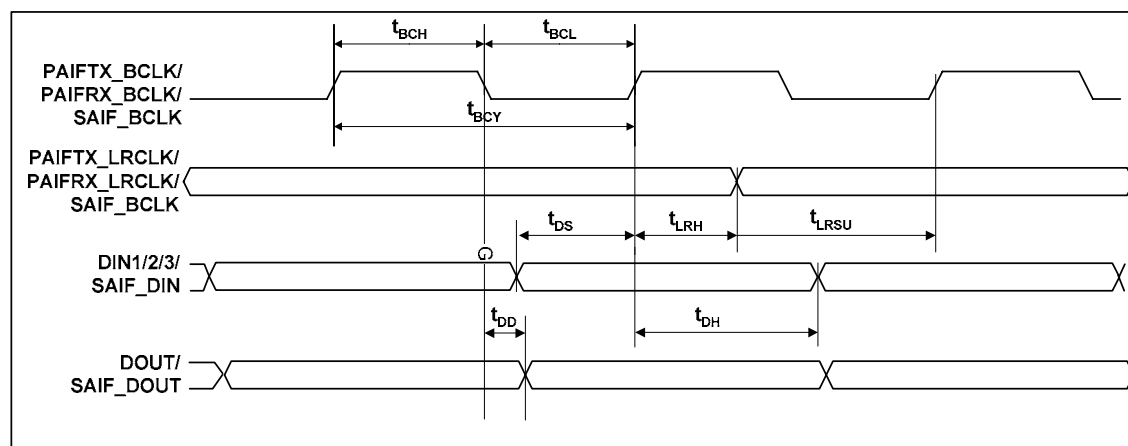 tBCH tBCL
PAIFTX_BCLK/
PAIFRX_BCLK/
SAIF_BCLK
tBCY
PAIFTX_LRCLK/
PAIFRX_LRCLK/
SAIF_BCLK
tDS tLRH tLRSU
G
DIN1/2/3/
SAIF_DIN
tDD tDH
DOUT/
SAIF_DOUT